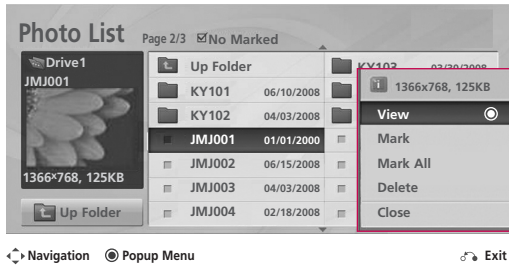 Photo List Page 2/3 No Marked
Drive1
JMJ001
1366x768, 125KB
Up Folder
Up Folder
KY101 06/10/2008
KY102 04/03/2008
JMJ001 01/01/2000
JMJ002 06/15/2008
JMJ003 04/03/2008
JMJ004 02/18/2008
KY103 03/30/2008
1366x768, 125KB
View
Mark
Mark All
Delete
Close
Navigation Popup Menu Exit